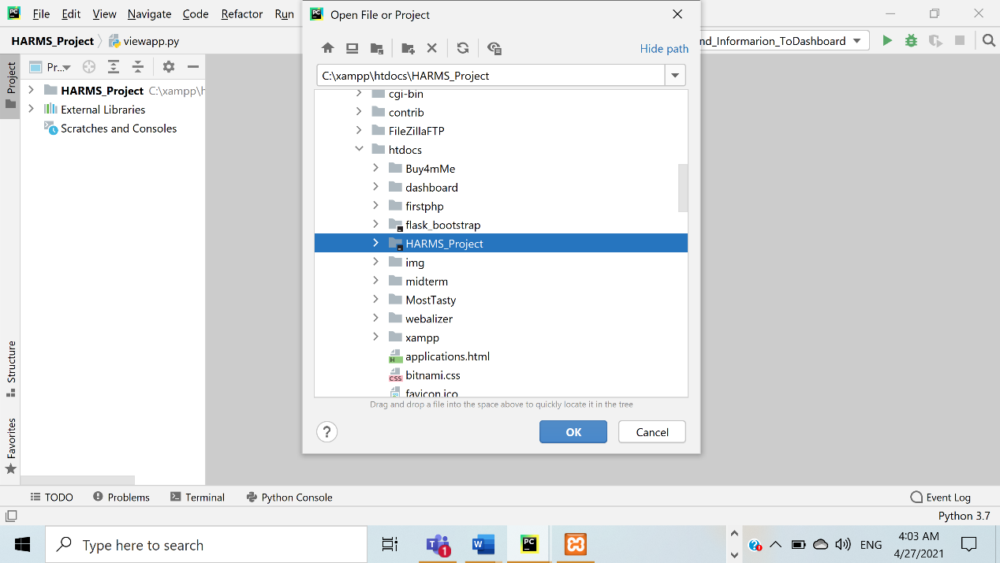 PC File Edit View Navigate Code Refactor Run
Open File or Project
HARMS_Project viewapp.py
nd_Informarion_ToDashboard
Hide path
Project
Pr...
C:\xampp\htdocs\HARMS_Project
HARMS_Project C:\xampp\h
External Libraries
Scratches and Consoles
cgi-bin
contrib
FileZillaFTP
htdocs
Buy4mMe
dashboard
firstphp
flask_bootstrap
HARMS_Project
img
midterm
MostTasty
webalizer
xampp
applications.html
bitnami.css
favicon.ico
Drag and drop a file into the space above to quickly locate it in the tree
? OK Cancel
Structure
Favorites
TODO Problems Terminal Python Console Event Log
Python 3.7
Type here to search
1
W
PC
ENG
4:03 AM
4/27/2021